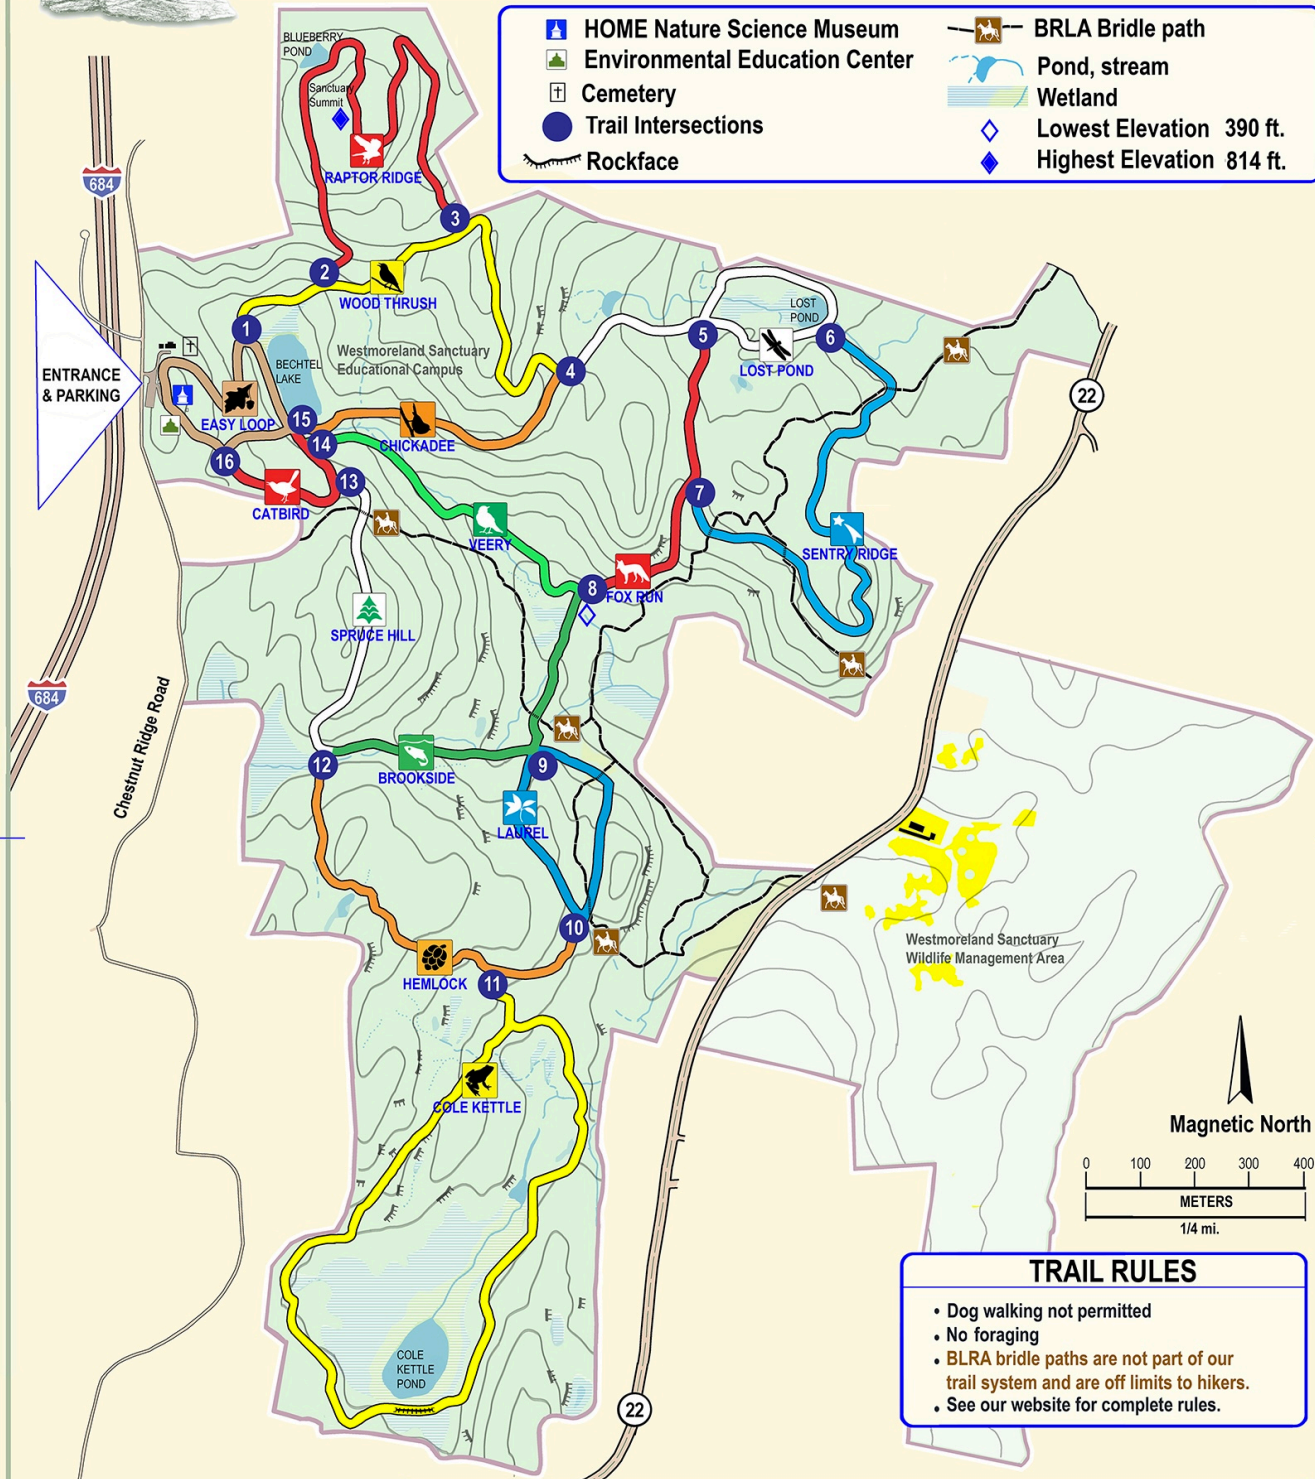 HOME Nature Science Museum
Environmental Education Center
Cemetery
Trail Intersections
Rockface
BRLA Bridle path
Pond, stream
Wetland
Lowest Elevation 390 ft.
Highest Elevation 814 ft.
BLUEBERRY
POND
Sanctuary
Summit
RAPTOR RIDGE
684
3
2
WOOD THRUSH
1
LOST
POND
5
6
LOST POND
BECHTEL
LAKE
Westmoreland Sanctuary
Educational Campus
4
ENTRANCE
& PARKING
22
EASY LOOP
15
14
CHICKADEE
16
13
CATBIRD
7
VEERY
SENTRY RIDGE
8
FOX RUN
SPRUCE HILL
684
Chestnut Ridge Road
12
BROOKSIDE
9
LAUREL
10
Westmoreland Sanctuary
Wildlife Management Area
HEMLOCK
11
COLE KETTLE
Magnetic North
0 100 200 300 400
METERS
1/4 mi.
COLE
KETTLE
POND
22
TRAIL RULES
• Dog walking not permitted
• No foraging
• BLRA bridle paths are not part of our
trail system and are off limits to hikers.
• See our website for complete rules.